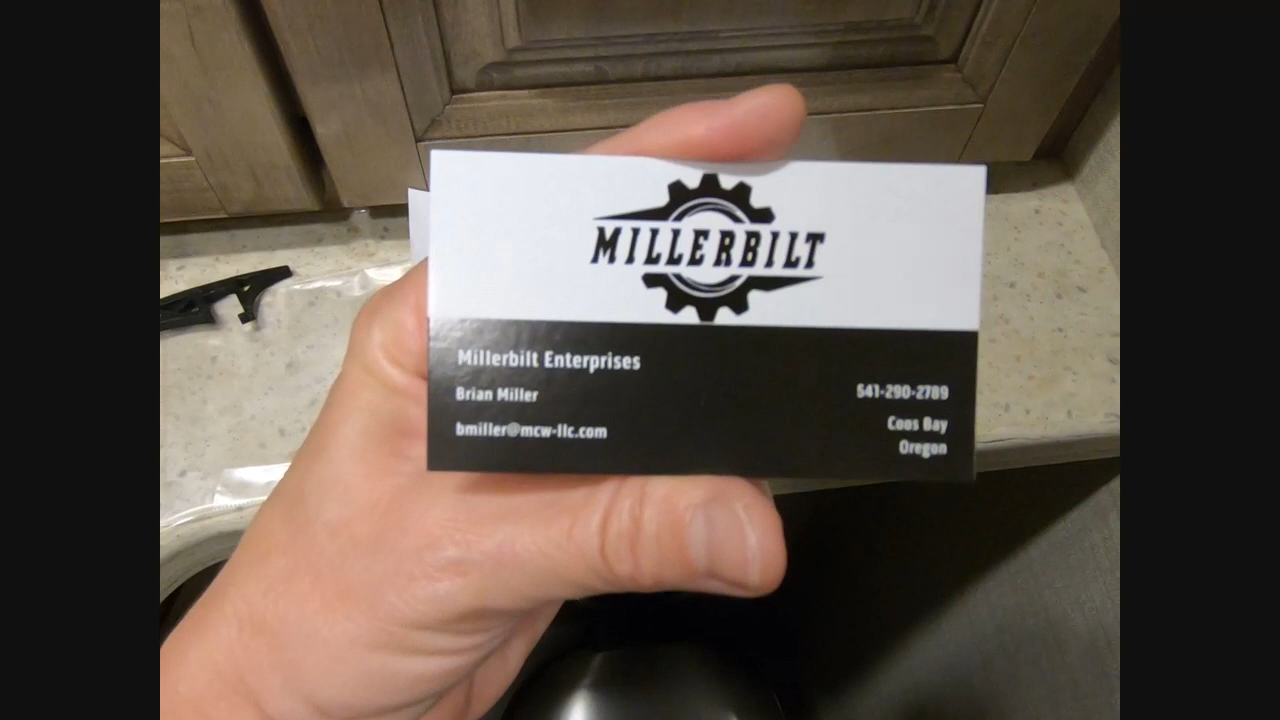 MILLERBILT
Millerbilt Enterprises
Brian Miller
bmiller@mcw-llc.com
541-290-2789
Coos Bay
Oregon